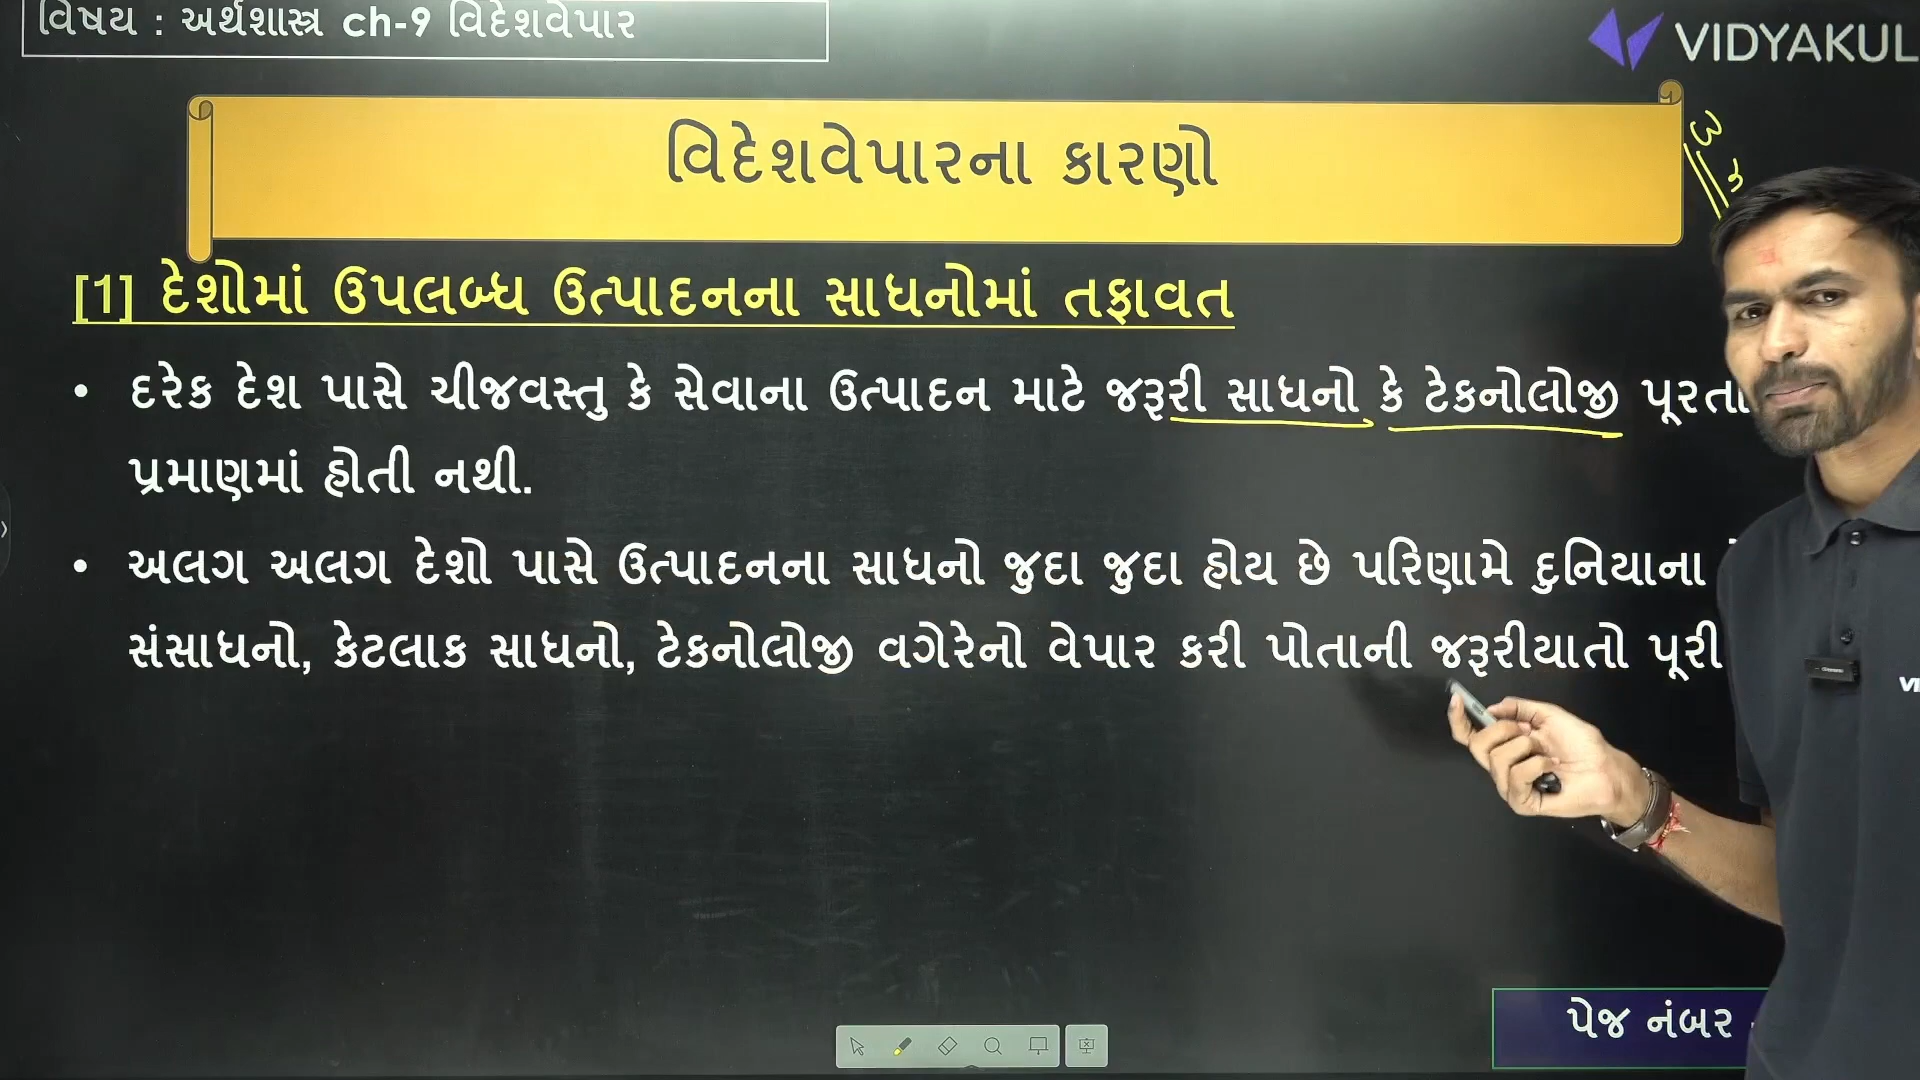 વિષય : અર્થશાસ્ત્ર ch-9 વિદેશવેપાર
VIDYAKUL
વિદેશવેપારના કારણો
[1] દેશોમાં ઉપલબ્ધ ઉત્પાદનના સાધનોમાં તફાવત
• દરેક દેશ પાસે ચીજવસ્તુ કે સેવાના ઉત્પાદન માટે જરૂરી સાધનો કે ટેકનોલોજી પૂરતા
પ્રમાણમાં હોતી નથી.
• અલગ અલગ દેશો પાસે ઉત્પાદનના સાધનો જુદા જુદા હોય છે પરિણામે દુનિયાના
સંસાધનો, કેટલાક સાધનો, ટેકનોલોજી વગેરેનો વેપાર કરી પોતાની જરૂરીયાતો પૂરી
પેજ નંબર